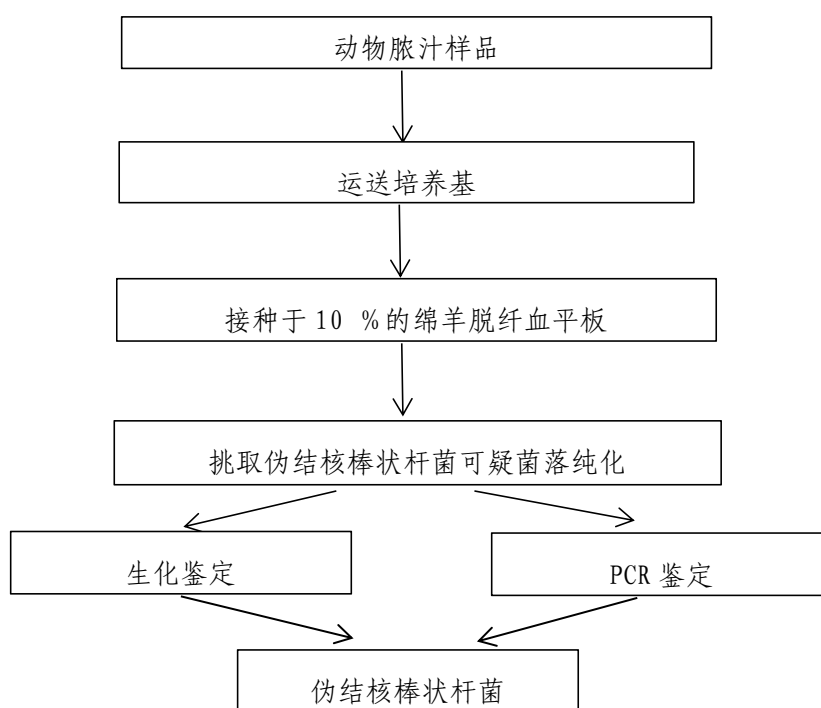 动物脓汁样品
运送培养基
接种于 10 %的绵羊脱纤血平板
挑取伪结核棒状杆菌可疑菌落纯化
生化鉴定
PCR 鉴定
伪结核棒状杆菌